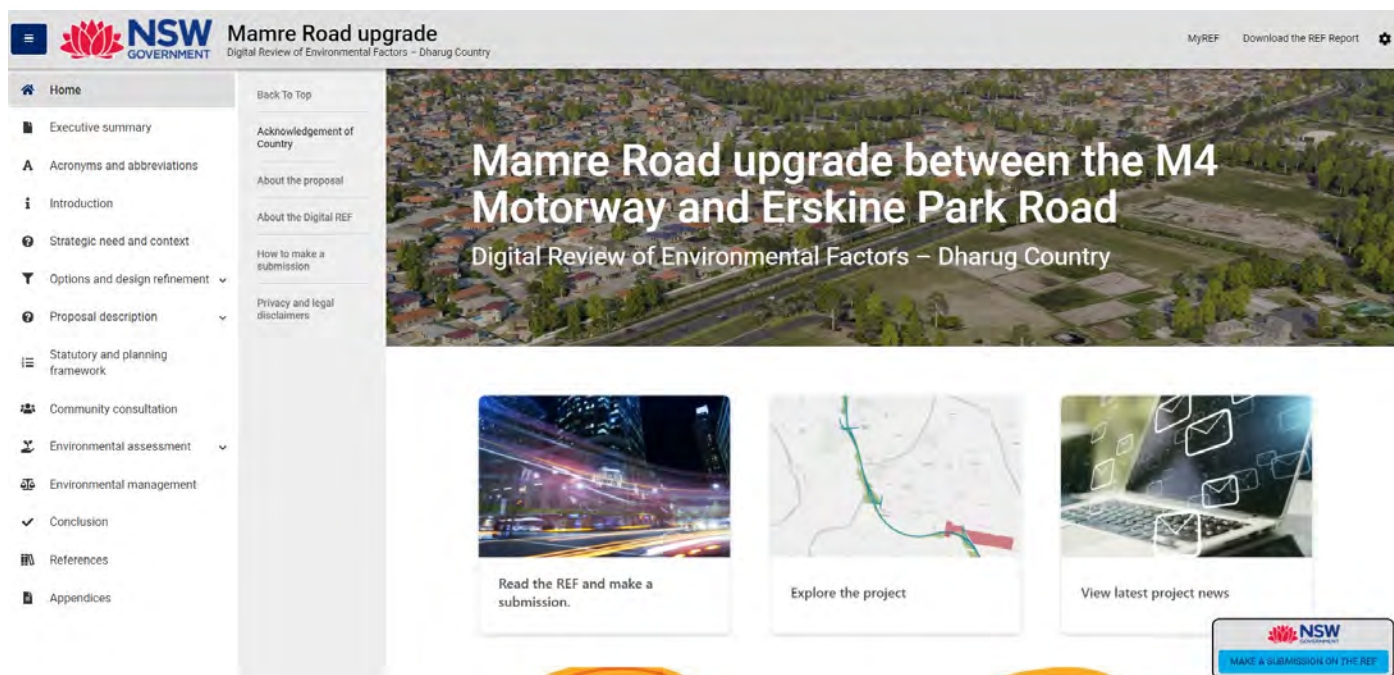 NSW
GOVERNMENT
Mamre Road upgrade
Digital Review of Environmental Factors – Dharug Country
MyREF
Download the REF Report
Home
Executive summary
Acronyms and abbreviations
Introduction
Strategic need and context
Options and design refinement
Proposal description
Statutory and planning
framework
Community consultation
Environmental assessment
Environmental management
Conclusion
References
Appendices
Back To Top
Acknowledgement of
Country
About the proposal
About the Digital REF
How to make a
submission
Privacy and legal
disclaimers
Mamre Road upgrade between the M4
Motorway and Erskine Park Road
Digital Review of Environmental Factors – Dharug Country
Read the REF and make a
submission.
Explore the project
View latest project news
NSW
GOVERNMENT
MAKE A SUBMISSION ON THE REF